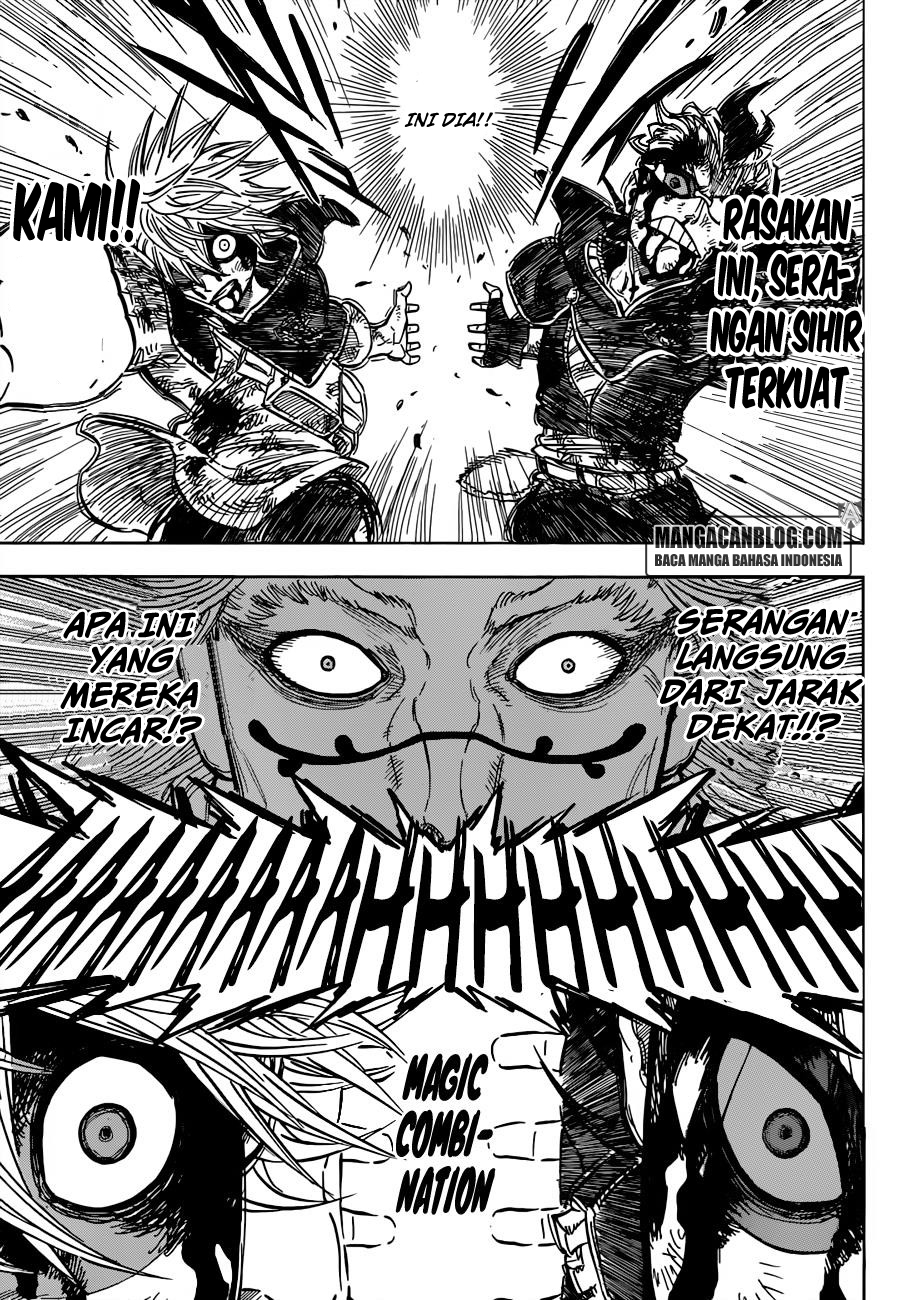 INI DIA!!
RASAKAN
INI, SERA-
NGAN SIHIR
TERKUAT
KAMI!!
MANGACANBLOG.COM
BACA MANGA BAHASA INDONESIA
SERANGAN
LANGSUNG
DARI JARAK
DEKAT!!?
APA INI
YANG
MEREKA
INCAR!?
AAAAAAAAAHHHHHHHHH
MAGIC
COMBI-
NATION